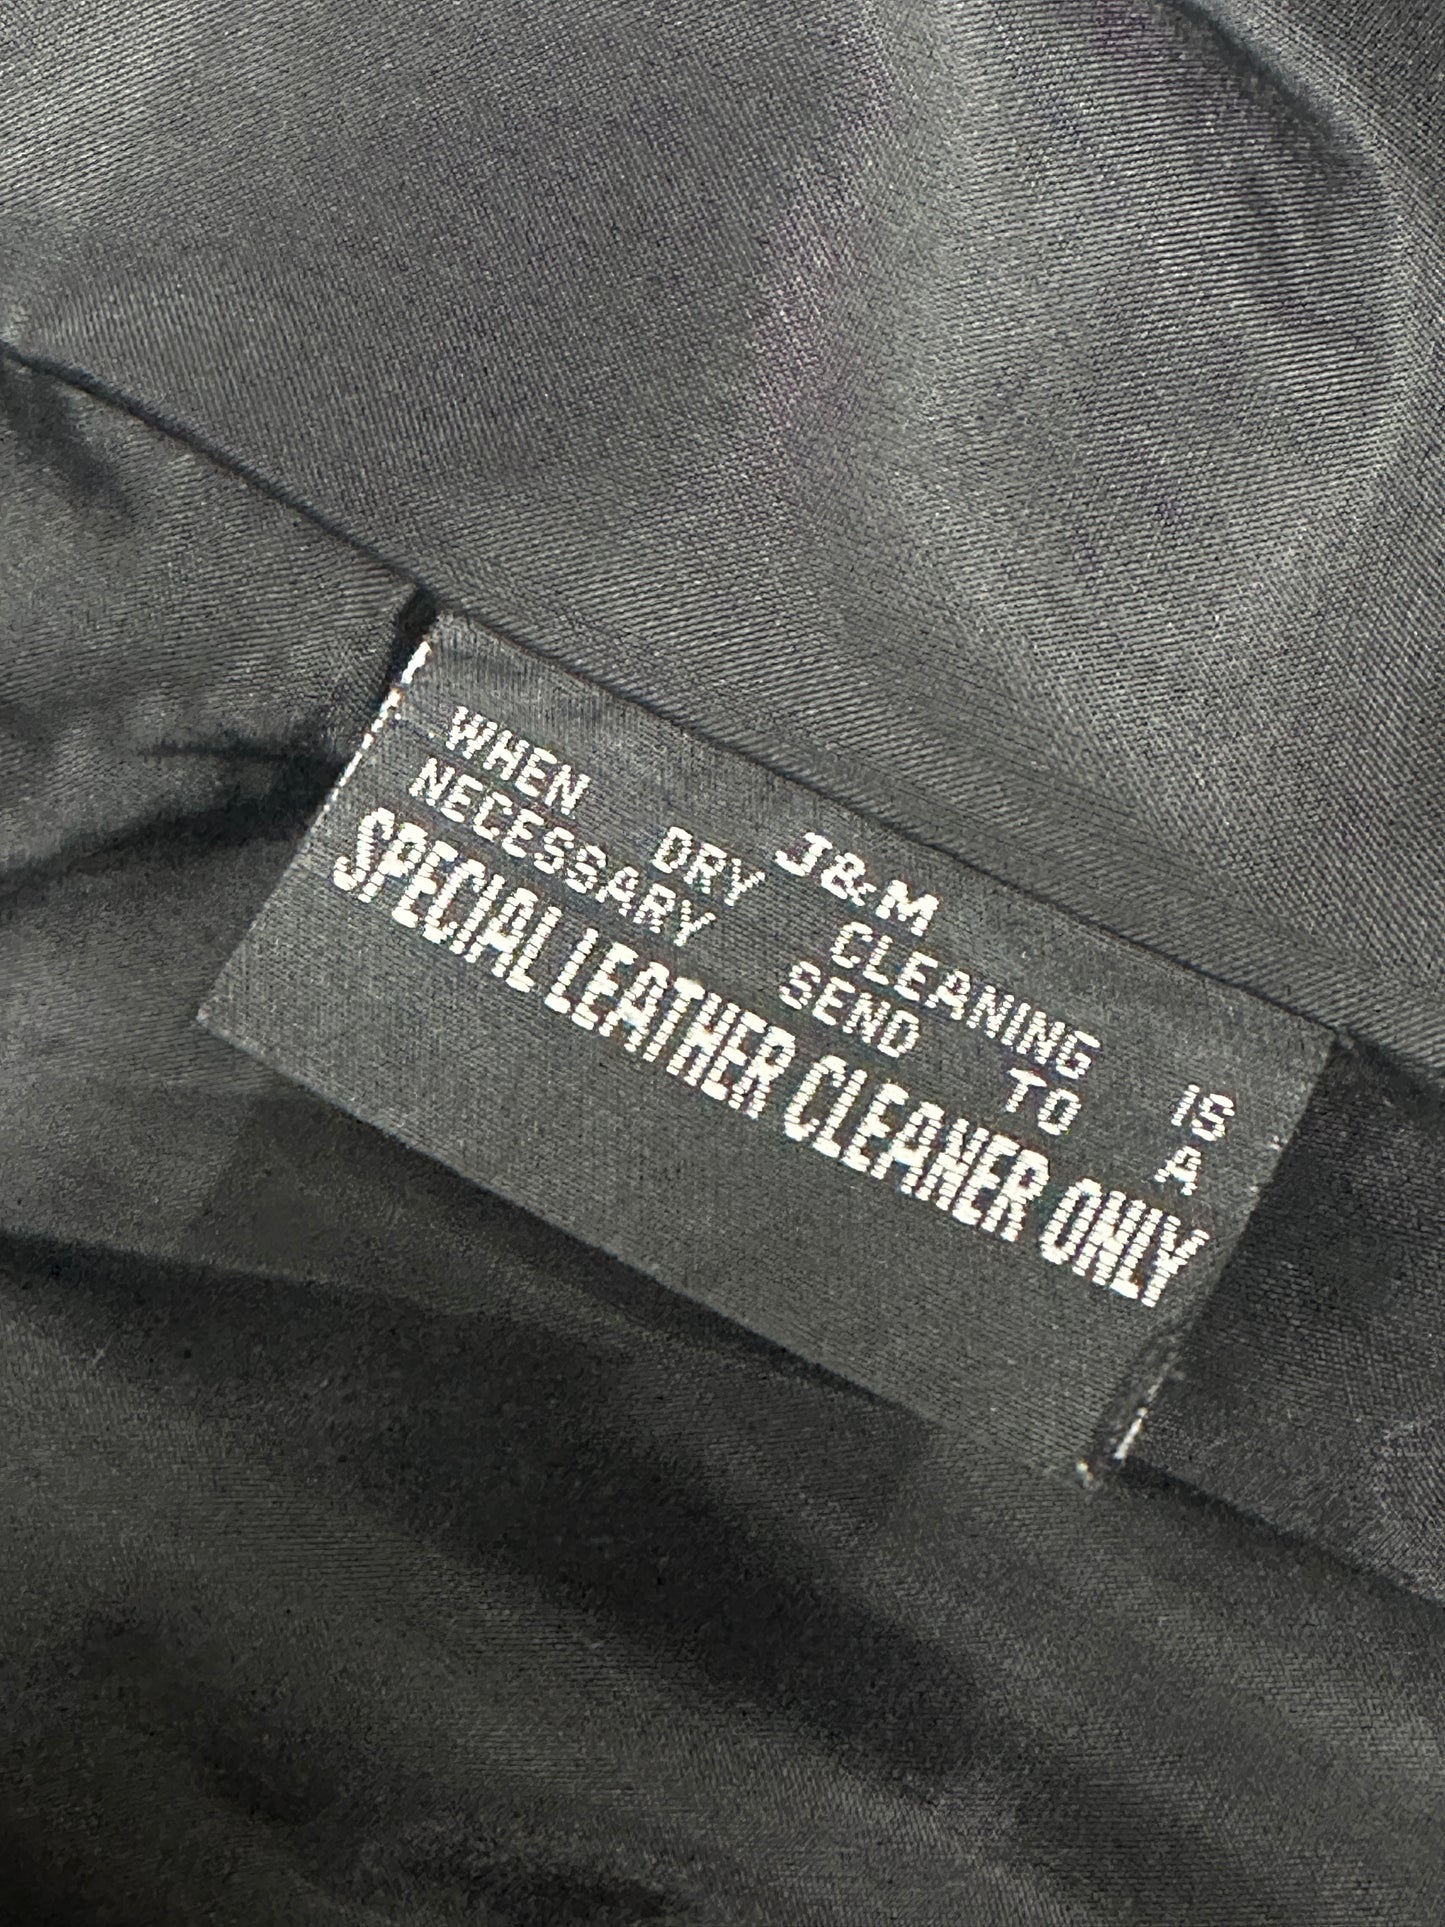 J&M
WHEN DRY CLEANING IS
NECESSARY SEND TO A
SPECIAL LEATHER CLEANER ONLY